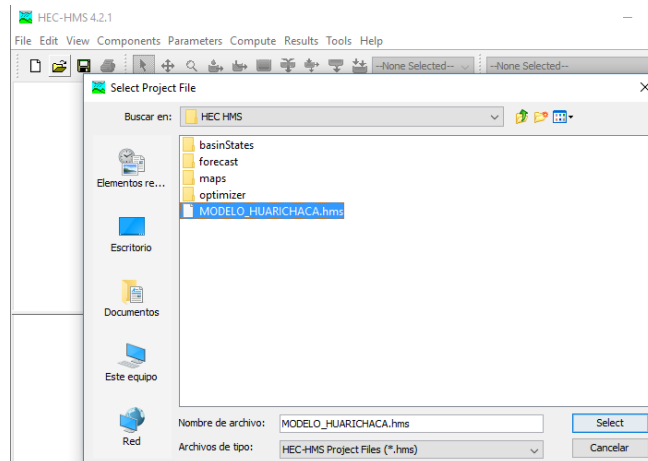 HEC-HMS 4.2.1
File Edit View Components Parameters Compute Results Tools Help
--None Selected-- --None Selected--
Select Project File
Buscar en: HEC HMS
basinStates
forecast
maps
optimizer
MODELO_HUARICHACA.hms
Elementos re...
Escritorio
Documentos
Este equipo
Red
Nombre de archivo: MODELO_HUARICHACA.hms Select
Archivos de tipo: HEC-HMS Project Files (*.hms) Cancelar